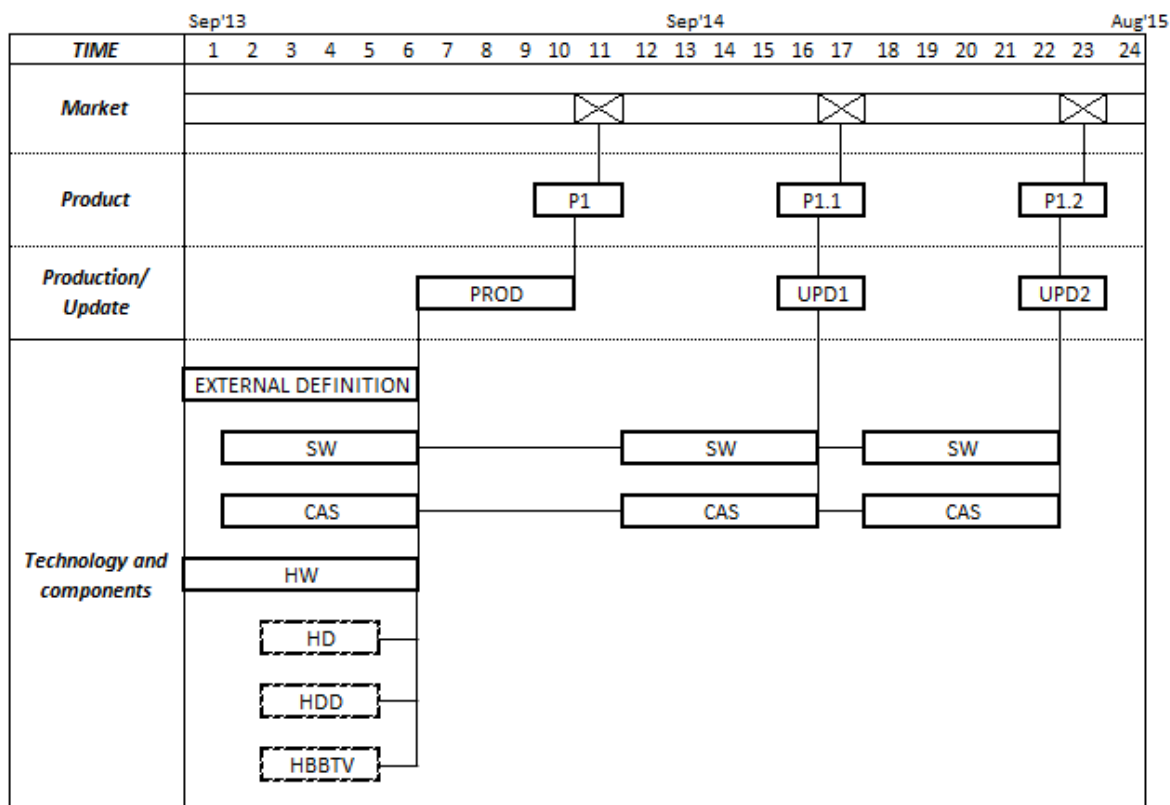 Sep'13 Sep'14 Aug'15
TIME 1 2 3 4 5 6 7 8 9 10 11 12 13 14 15 16 17 18 19 20 21 22 23 24
Market
Product P1 P1.1 P1.2
Production/
Update
PROD UPD1 UPD2
EXTERNAL DEFINITION
SW SW SW
CAS CAS CAS
Technology and
components
HW
HD
HDD
HBBTV